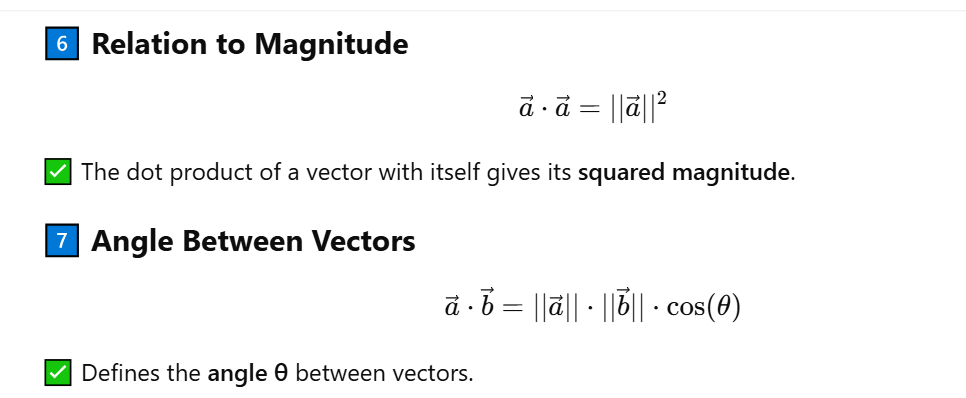 6 Relation to Magnitude
$\vec{a} \cdot \vec{a} = ||\vec{a}||^2$
✅ The dot product of a vector with itself gives its squared magnitude.
7 Angle Between Vectors
$\vec{a} \cdot \vec{b} = ||\vec{a}|| \cdot ||\vec{b}|| \cdot \cos(\theta)$
✅ Defines the angle θ between vectors.